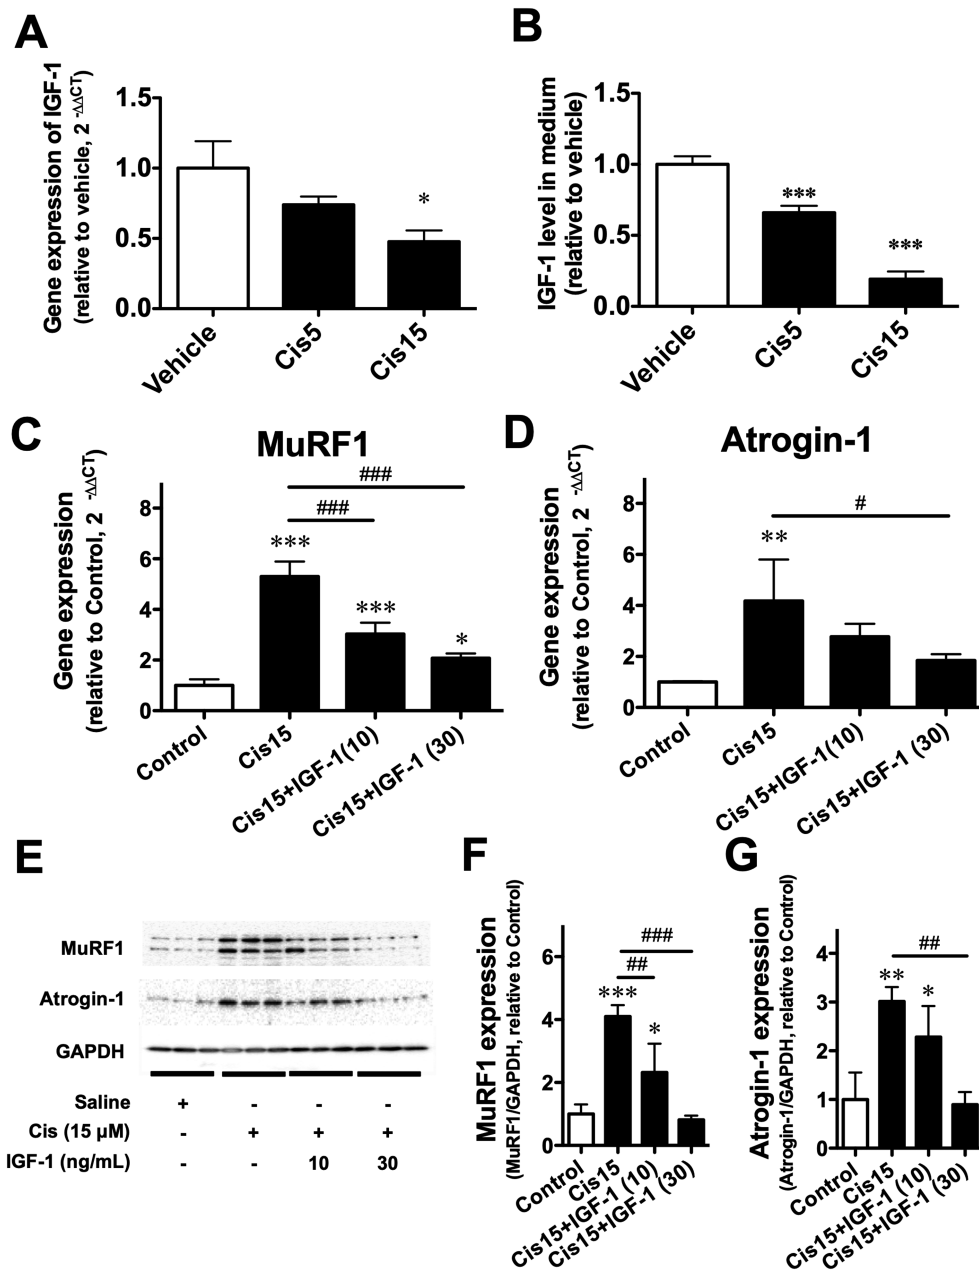 A
Gene expression of IGF-1
(relative to vehicle, 2 -ΔΔCT)
1.5
1.0
0.5
0.0
*
Vehicle
Cis5
Cis15
B
IGF-1 level in medium
(relative to vehicle)
1.5
1.0
0.5
0.0
***
***
Vehicle
Cis5
Cis15
C
MuRF1
Gene expression
(relative to Control, 2 -ΔΔCT)
8
6
4
2
0
###
###
***
***
*
Control
Cis15
Cis15+IGF-1(10)
Cis15+IGF-1 (30)
D
Atrogin-1
Gene expression
(relative to Control, 2 -ΔΔCT)
8
6
4
2
0
#
**
Control
Cis15
Cis15+IGF-1(10)
Cis15+IGF-1 (30)
E
MuRF1
Atrogin-1
GAPDH
Saline + - - -
Cis (15 μM) - + + +
IGF-1 (ng/mL) - - 10 30
F
MuRF1 expression
(MuRF1/GAPDH, relative to Control)
6
4
2
0
###
##
***
*
Control
Cis15
Cis15+IGF-1 (10)
Cis15+IGF-1 (30)
G
Atrogin-1 expression
(Atrogin-1/GAPDH, relative to Control)
4
3
2
1
0
##
**
*
Control
Cis15
Cis15+IGF-1 (10)
Cis15+IGF-1 (30)